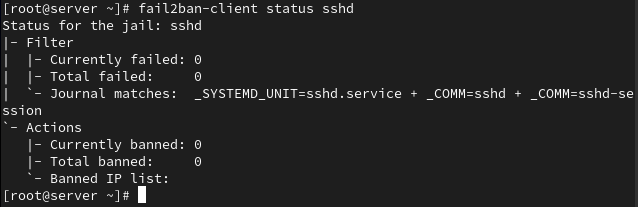 [root@server ~]# fail2ban-client status sshd
Status for the jail: sshd
|- Filter
|  |- Currently failed: 0
|  |- Total failed:     0
|  `- Journal matches:  _SYSTEMD_UNIT=sshd.service + _COMM=sshd + _COMM=sshd-se
ssion
`- Actions
   |- Currently banned: 0
   |- Total banned:     0
   `- Banned IP list:
[root@server ~]#